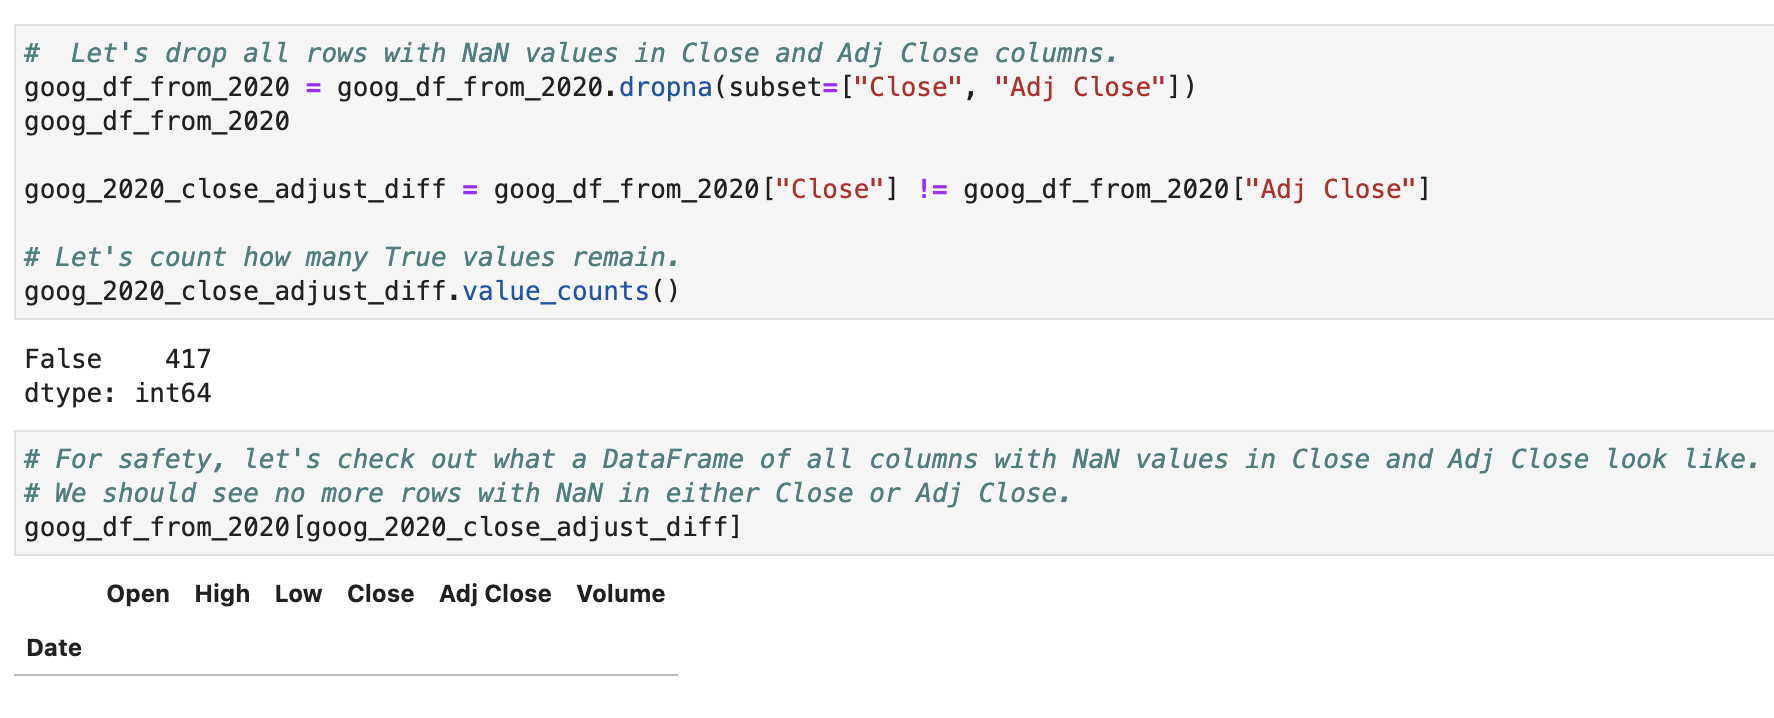 #  Let's drop all rows with NaN values in Close and Adj Close columns.
goog_df_from_2020 = goog_df_from_2020.dropna(subset=["Close", "Adj Close"])
goog_df_from_2020
goog_2020_close_adjust_diff = goog_df_from_2020["Close"] != goog_df_from_2020["Adj Close"]
# Let's count how many True values remain.
goog_2020_close_adjust_diff.value_counts()
False    417
dtype: int64
# For safety, let's check out what a DataFrame of all columns with NaN values in Close and Adj Close look like.
# We should see no more rows with NaN in either Close or Adj Close.
goog_df_from_2020[goog_2020_close_adjust_diff]
Open High Low Close Adj Close Volume
Date